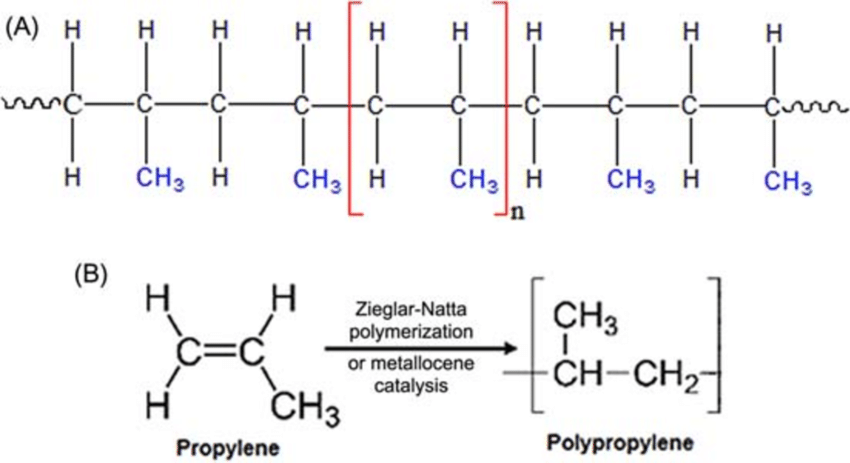 (A) H H H H H H H H H H
C C C C C C C C C C
H CH₃ H CH₃ H CH₃ H CH₃ H CH₃
n
(B)
H H
Zieglar-Natta
polymerization
CH₃
C=C
or metallocene
catalysis
CH–CH₂
H CH₃
Propylene
Polypropylene